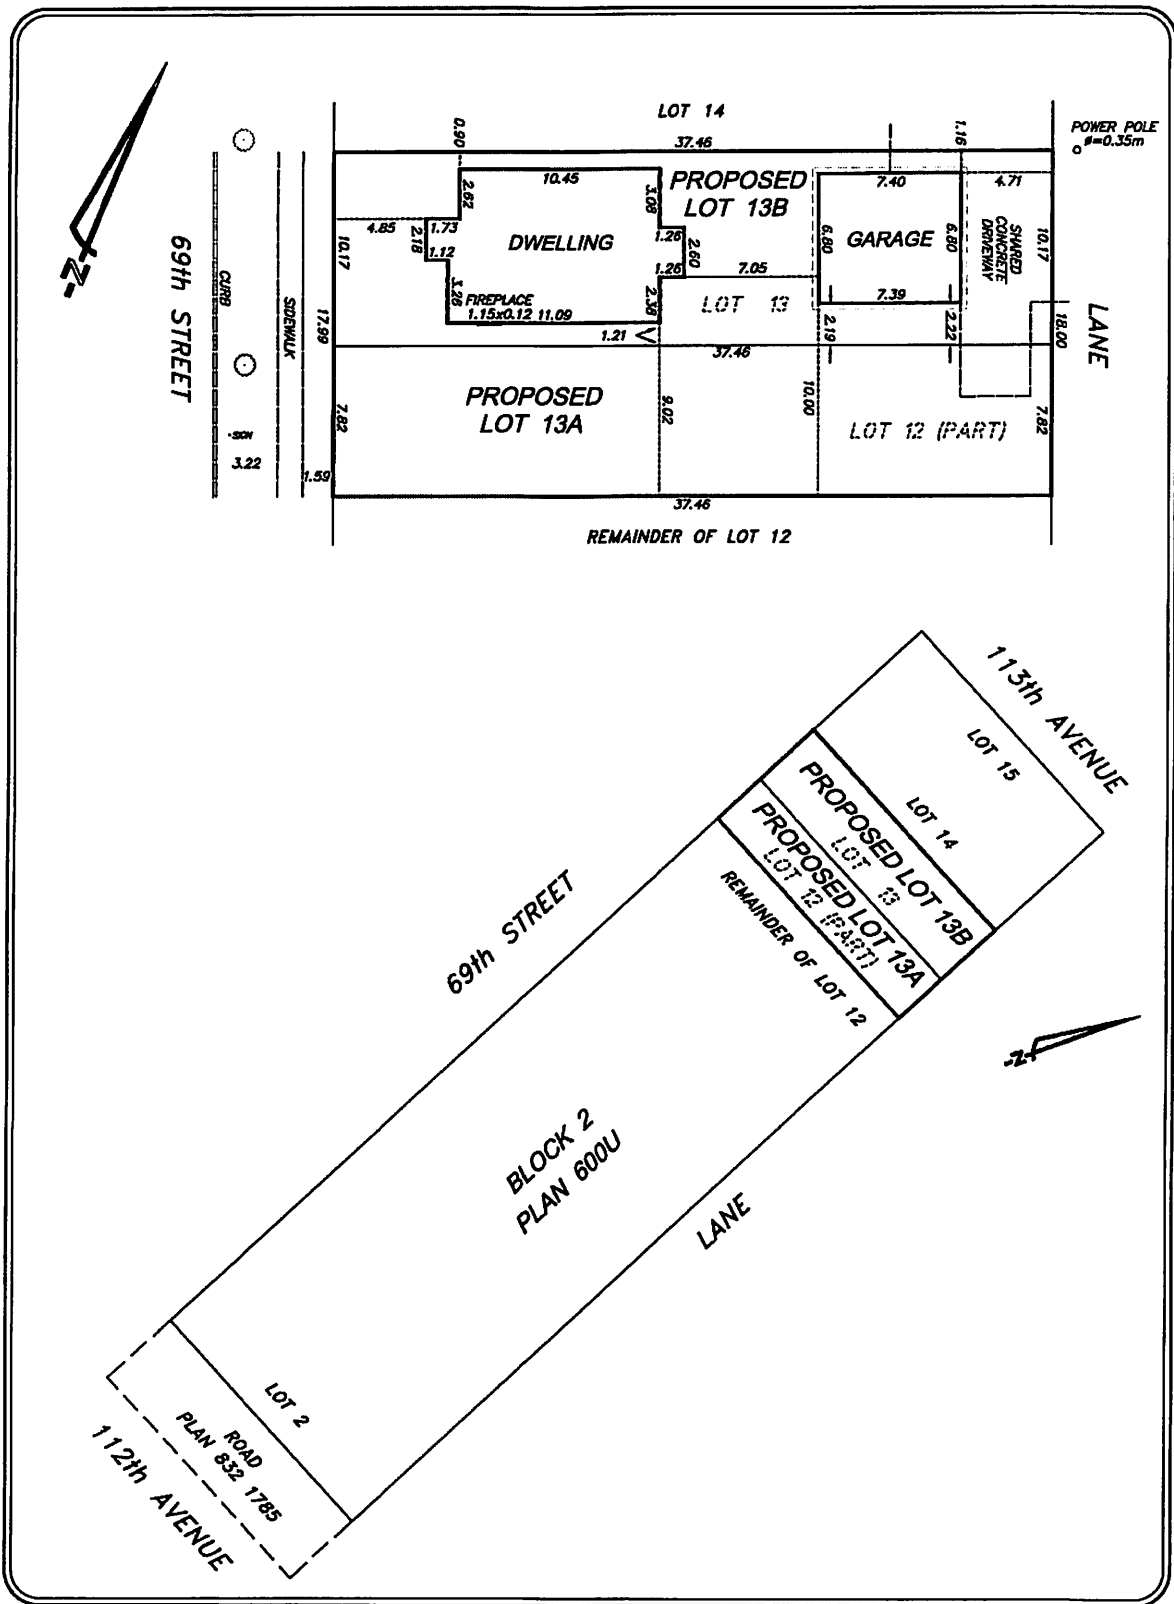 LOT 14
37.46
0.90
1.16
POWER POLE
ø=0.35m
10.45
PROPOSED
LOT 13B
7.40
4.71
2.62
3.08
4.85
1.73
2.18
1.12
DWELLING
1.26
2.60
1.26
7.05
6.80
GARAGE
6.80
SHARED
CONCRETE
DRIVEWAY
10.17
10.17
3.26
FIREPLACE
1.15x0.12 11.09
2.38
LOT 13
7.39
69th STREET
CURB
SIDEWALK
17.99
1.21
37.46
2.19
2.22
18.00
LANE
PROPOSED
LOT 13A
7.82
9.02
10.00
LOT 12 (PART)
7.82
3.22
1.59
37.46
REMAINDER OF LOT 12
-N-
113th AVENUE
LOT 15
LOT 14
PROPOSED LOT 13B
LOT 13
PROPOSED LOT 13A
LOT 12 (PART)
REMAINDER OF LOT 12
69th STREET
-N-
BLOCK 2
PLAN 600U
LANE
LOT 2
ROAD
PLAN 832 1785
112th AVENUE